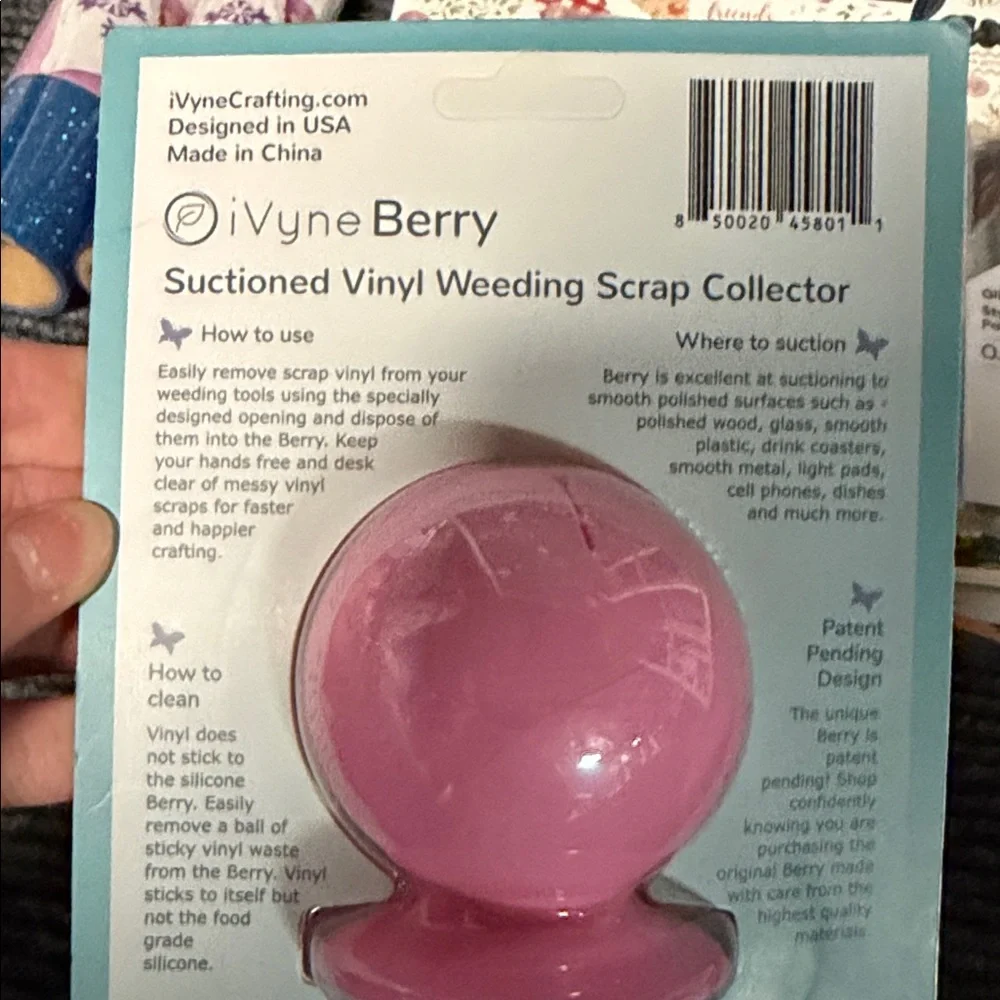 friends
iVyneCrafting.com
Designed in USA
Made in China
8 50020 45801 1
iVyne Berry
Suctioned Vinyl Weeding Scrap Collector
How to use
Easily remove scrap vinyl from your
weeding tools using the specially
designed opening and dispose of
them into the Berry. Keep
your hands free and desk
clear of messy vinyl
scraps for faster
and happier
crafting.
Where to suction
Berry is excellent at suctioning to
smooth polished surfaces such as -
polished wood, glass, smooth
plastic, drink coasters,
smooth metal, light pads,
cell phones, dishes
and much more.
How to
clean
Vinyl does
not stick to
the silicone
Berry. Easily
remove a ball of
sticky vinyl waste
from the Berry. Vinyl
sticks to itself but
not the food
grade
silicone.
Patent
Pending
Design
The unique
Berry is
patent
pending! Shop
confidently
knowing you are
purchasing the
original Berry made
with care from the
highest quality
materials.